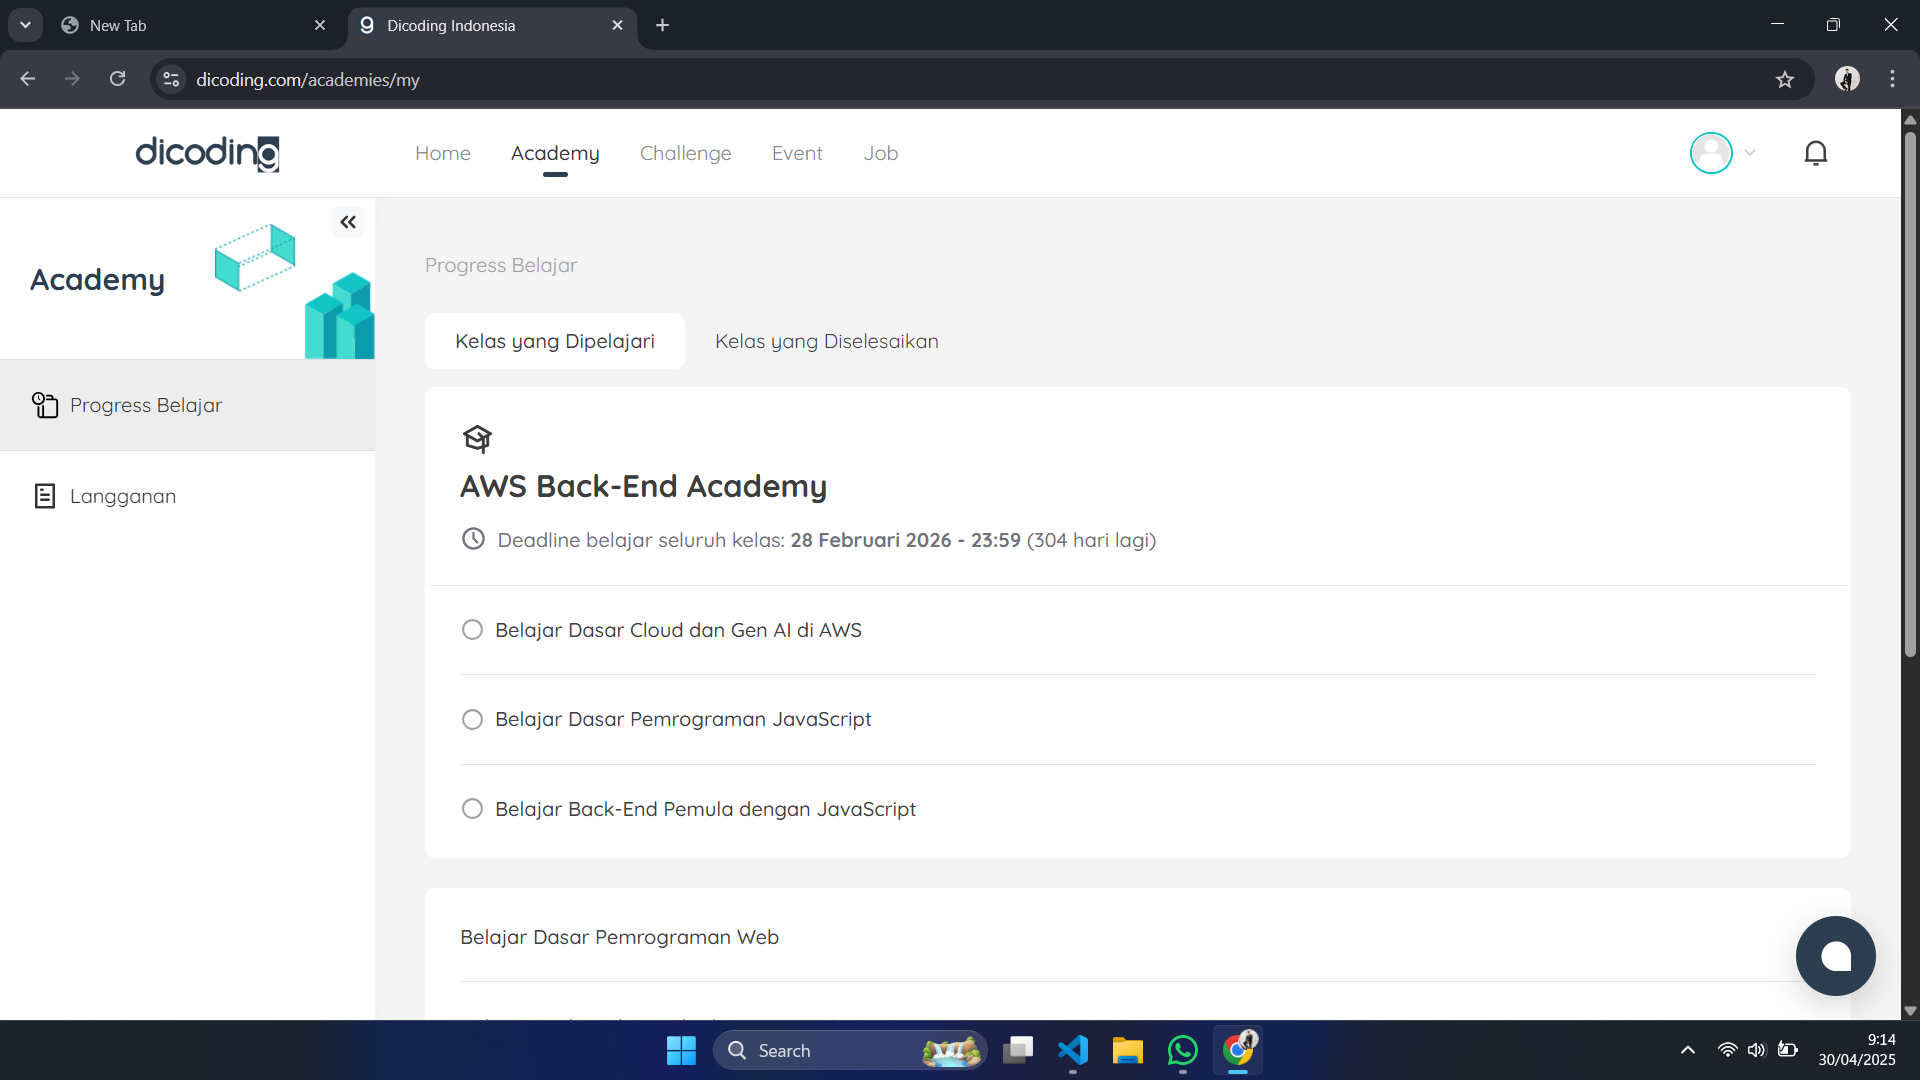 New Tab
Dicoding Indonesia
dicoding.com/academies/my
dicoding
Home
Academy
Challenge
Event
Job
Academy
Progress Belajar
Langganan
Progress Belajar
Kelas yang Dipelajari
Kelas yang Diselesaikan
AWS Back-End Academy
Deadline belajar seluruh kelas: 28 Februari 2026 - 23:59 (304 hari lagi)
Belajar Dasar Cloud dan Gen AI di AWS
Belajar Dasar Pemrograman JavaScript
Belajar Back-End Pemula dengan JavaScript
Belajar Dasar Pemrograman Web
Search
9:14
30/04/2025